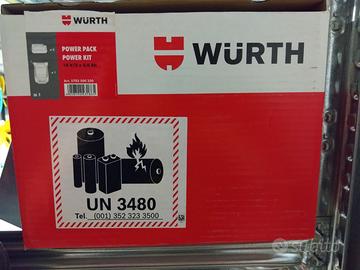 WÜRTH
POWER PACK
POWER KIT
WÜRTH
UN 3480
Tel. (001) 352 323 3500
subito